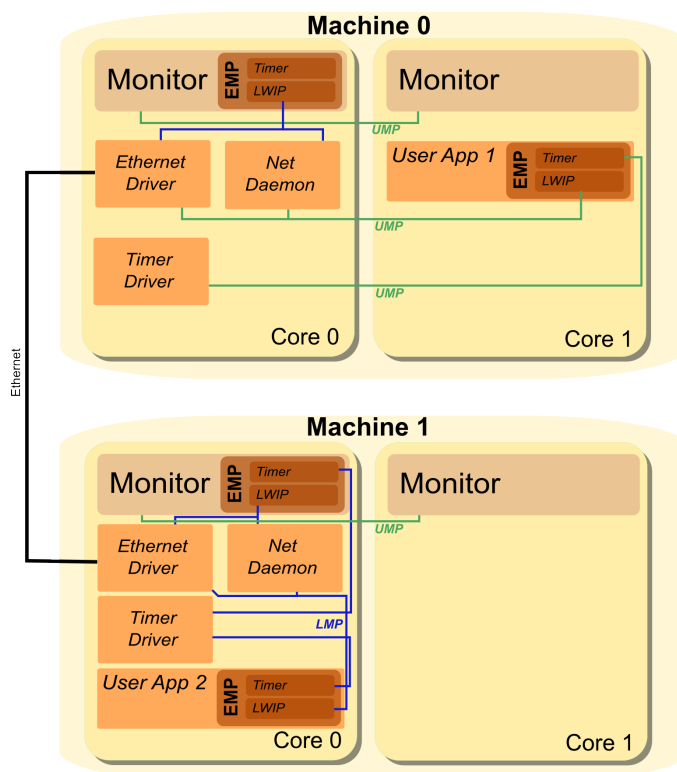 Machine 0
Monitor
EMP
Timer
LWIP
Monitor
UMP
Ethernet
Driver
Net
Daemon
User App 1
EMP
Timer
LWIP
UMP
Timer
Driver
UMP
Core 0
Core 1
Ethernet
Machine 1
Monitor
EMP
Timer
LWIP
Monitor
UMP
Ethernet
Driver
Net
Daemon
Timer
Driver
LMP
User App 2
EMP
Timer
LWIP
Core 0
Core 1